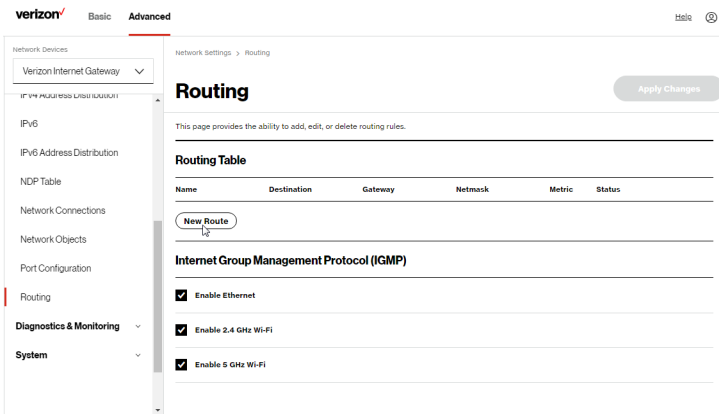 verizon✓ Basic Advanced Help
Network Devices
Verizon Internet Gateway
IPv4 Address Distribution
IPv6
IPv6 Address Distribution
NDP Table
Network Connections
Network Objects
Port Configuration
Routing
Diagnostics & Monitoring
System
Network Settings > Routing
Routing
Apply Changes
This page provides the ability to add, edit, or delete routing rules.
Routing Table
Name Destination Gateway Netmask Metric Status
New Route
Internet Group Management Protocol (IGMP)
Enable Ethernet
Enable 2.4 GHz Wi-Fi
Enable 5 GHz Wi-Fi